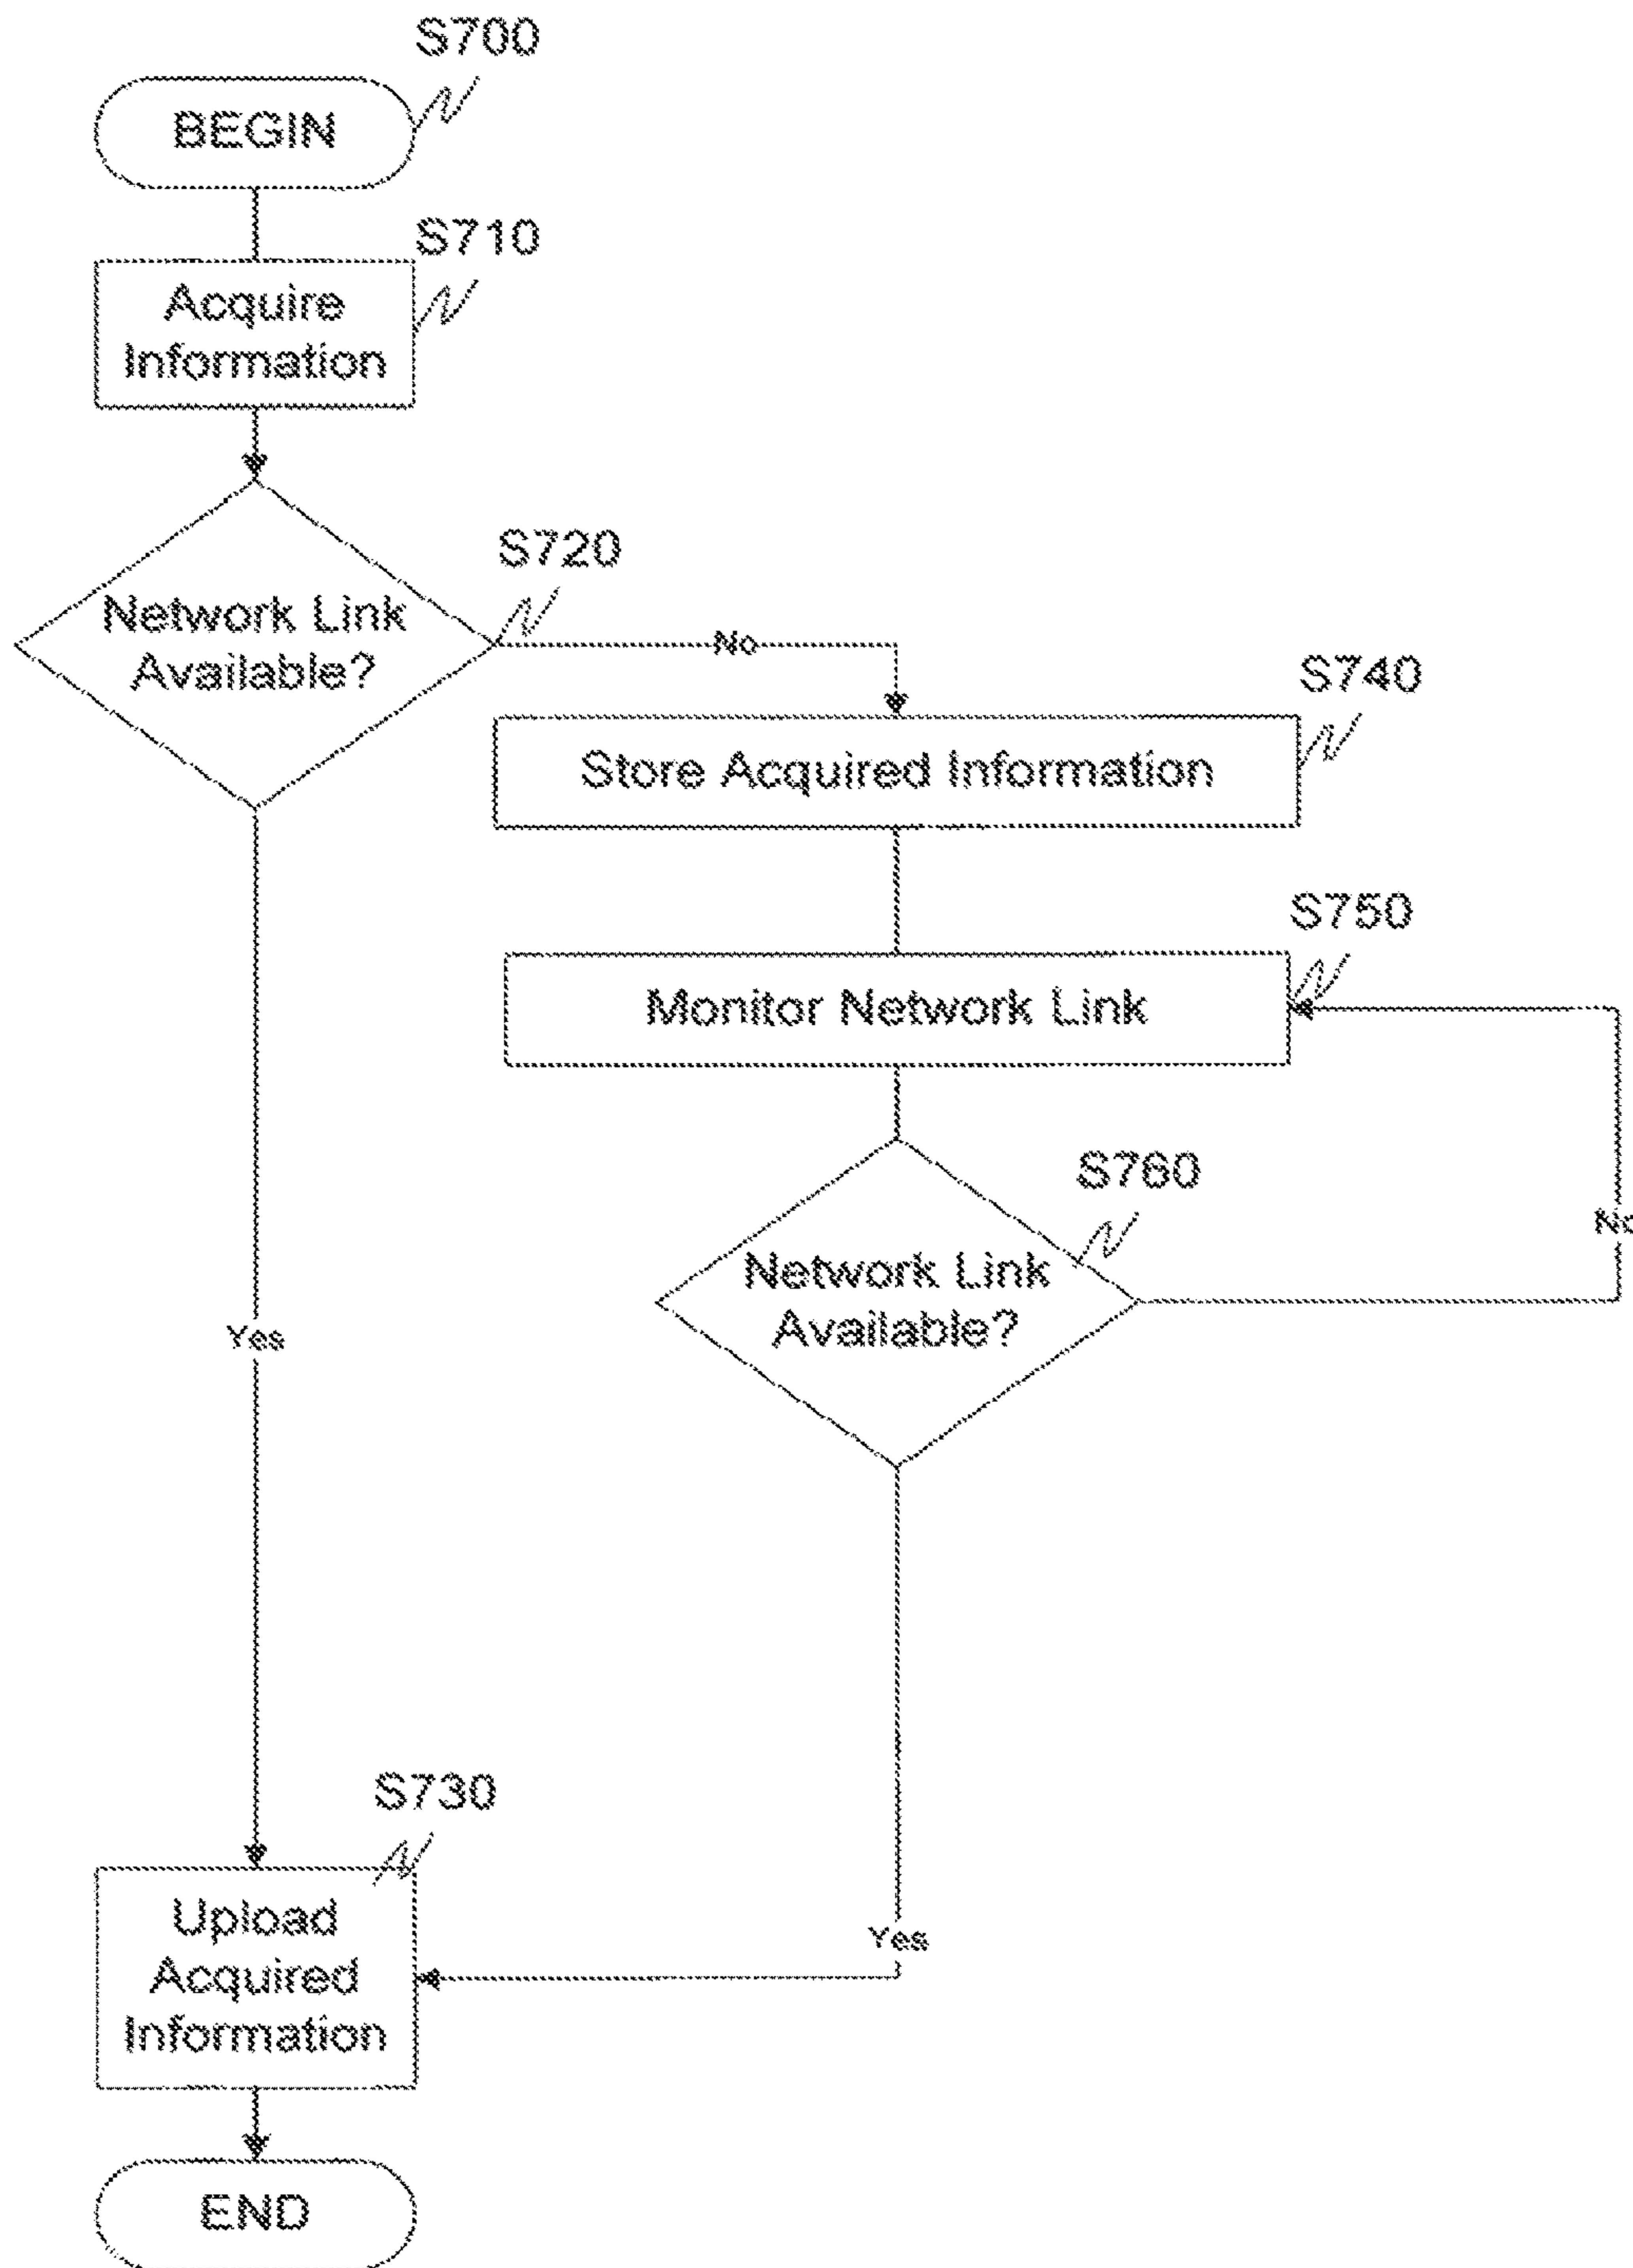 S700
BEGIN
S710
Acquire
Information
S720
Network Link
Available?
No
S740
Store Acquired Information
S750
Monitor Network Link
S760
Network Link
Available?
No
Yes
S730
Upload
Acquired
Information
Yes
END